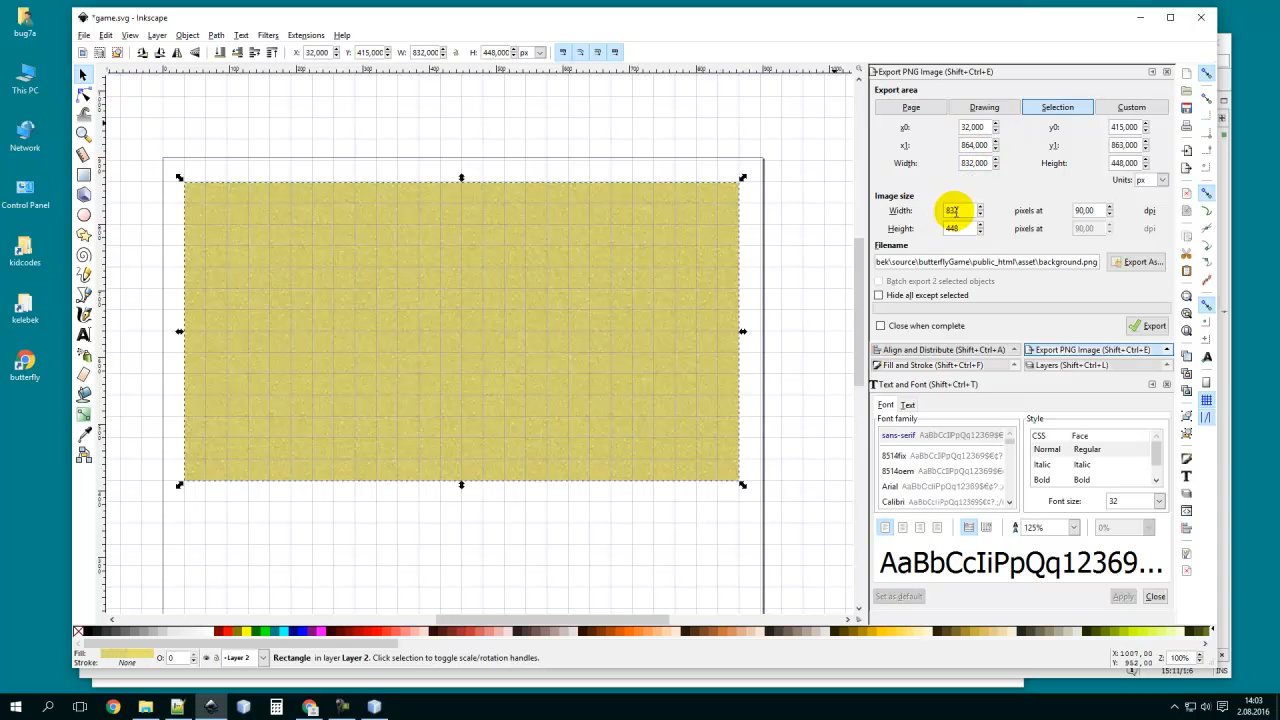 *game.svg - Inkscape
File Edit View Layer Object Path Text Filters Extensions Help
X: 32,000 Y: 415,000 W: 832,000 H: 448,000 px
bug7a
This PC
Network
Control Panel
kidcodes
kelebek
butterfly
Export PNG Image (Shift+Ctrl+E)
Export area
Page Drawing Selection Custom
x0: 32,000 y0: 415,000
x1: 864,000 y1: 863,000
Width: 832,000 Height: 448,000
Units: px
Image size
Width: 832 pixels at 90,00 dpi
Height: 448 pixels at 90,00 dpi
Filename
bek\source\butterflyGame\public_html\asset\background.png Export As...
Batch export 2 selected objects
Hide all except selected
Close when complete Export
Align and Distribute (Shift+Ctrl+A) Export PNG Image (Shift+Ctrl+E)
Fill and Stroke (Shift+Ctrl+F) Layers (Shift+Ctrl+L)
Text and Font (Shift+Ctrl+T)
Font Text
Font family Style
sans-serif AaBbCcIiPpQq12369$€
8514fix AaBbCcIiPpQq12369$€¢?
8514oem AaBbCcIiPpQq12369$€
Arial AaBbCcIiPpQq12369$€¢?.;/
Calibri AaBbCcIiPpQq12369$€¢?.;/
CSS Face
Normal Regular
Italic Italic
Bold Bold
Font size: 32
125% 0%
AaBbCcIiPpQq12369...
Set as default Apply Close
Fill:
Stroke: None
O: 0
Layer 2
Rectangle in layer Layer 2. Click selection to toggle scale/rotation handles.
X:1007,00
Y: 952,00
Z: 100%
15:11/1:6 INS
14:03
2.08.2016